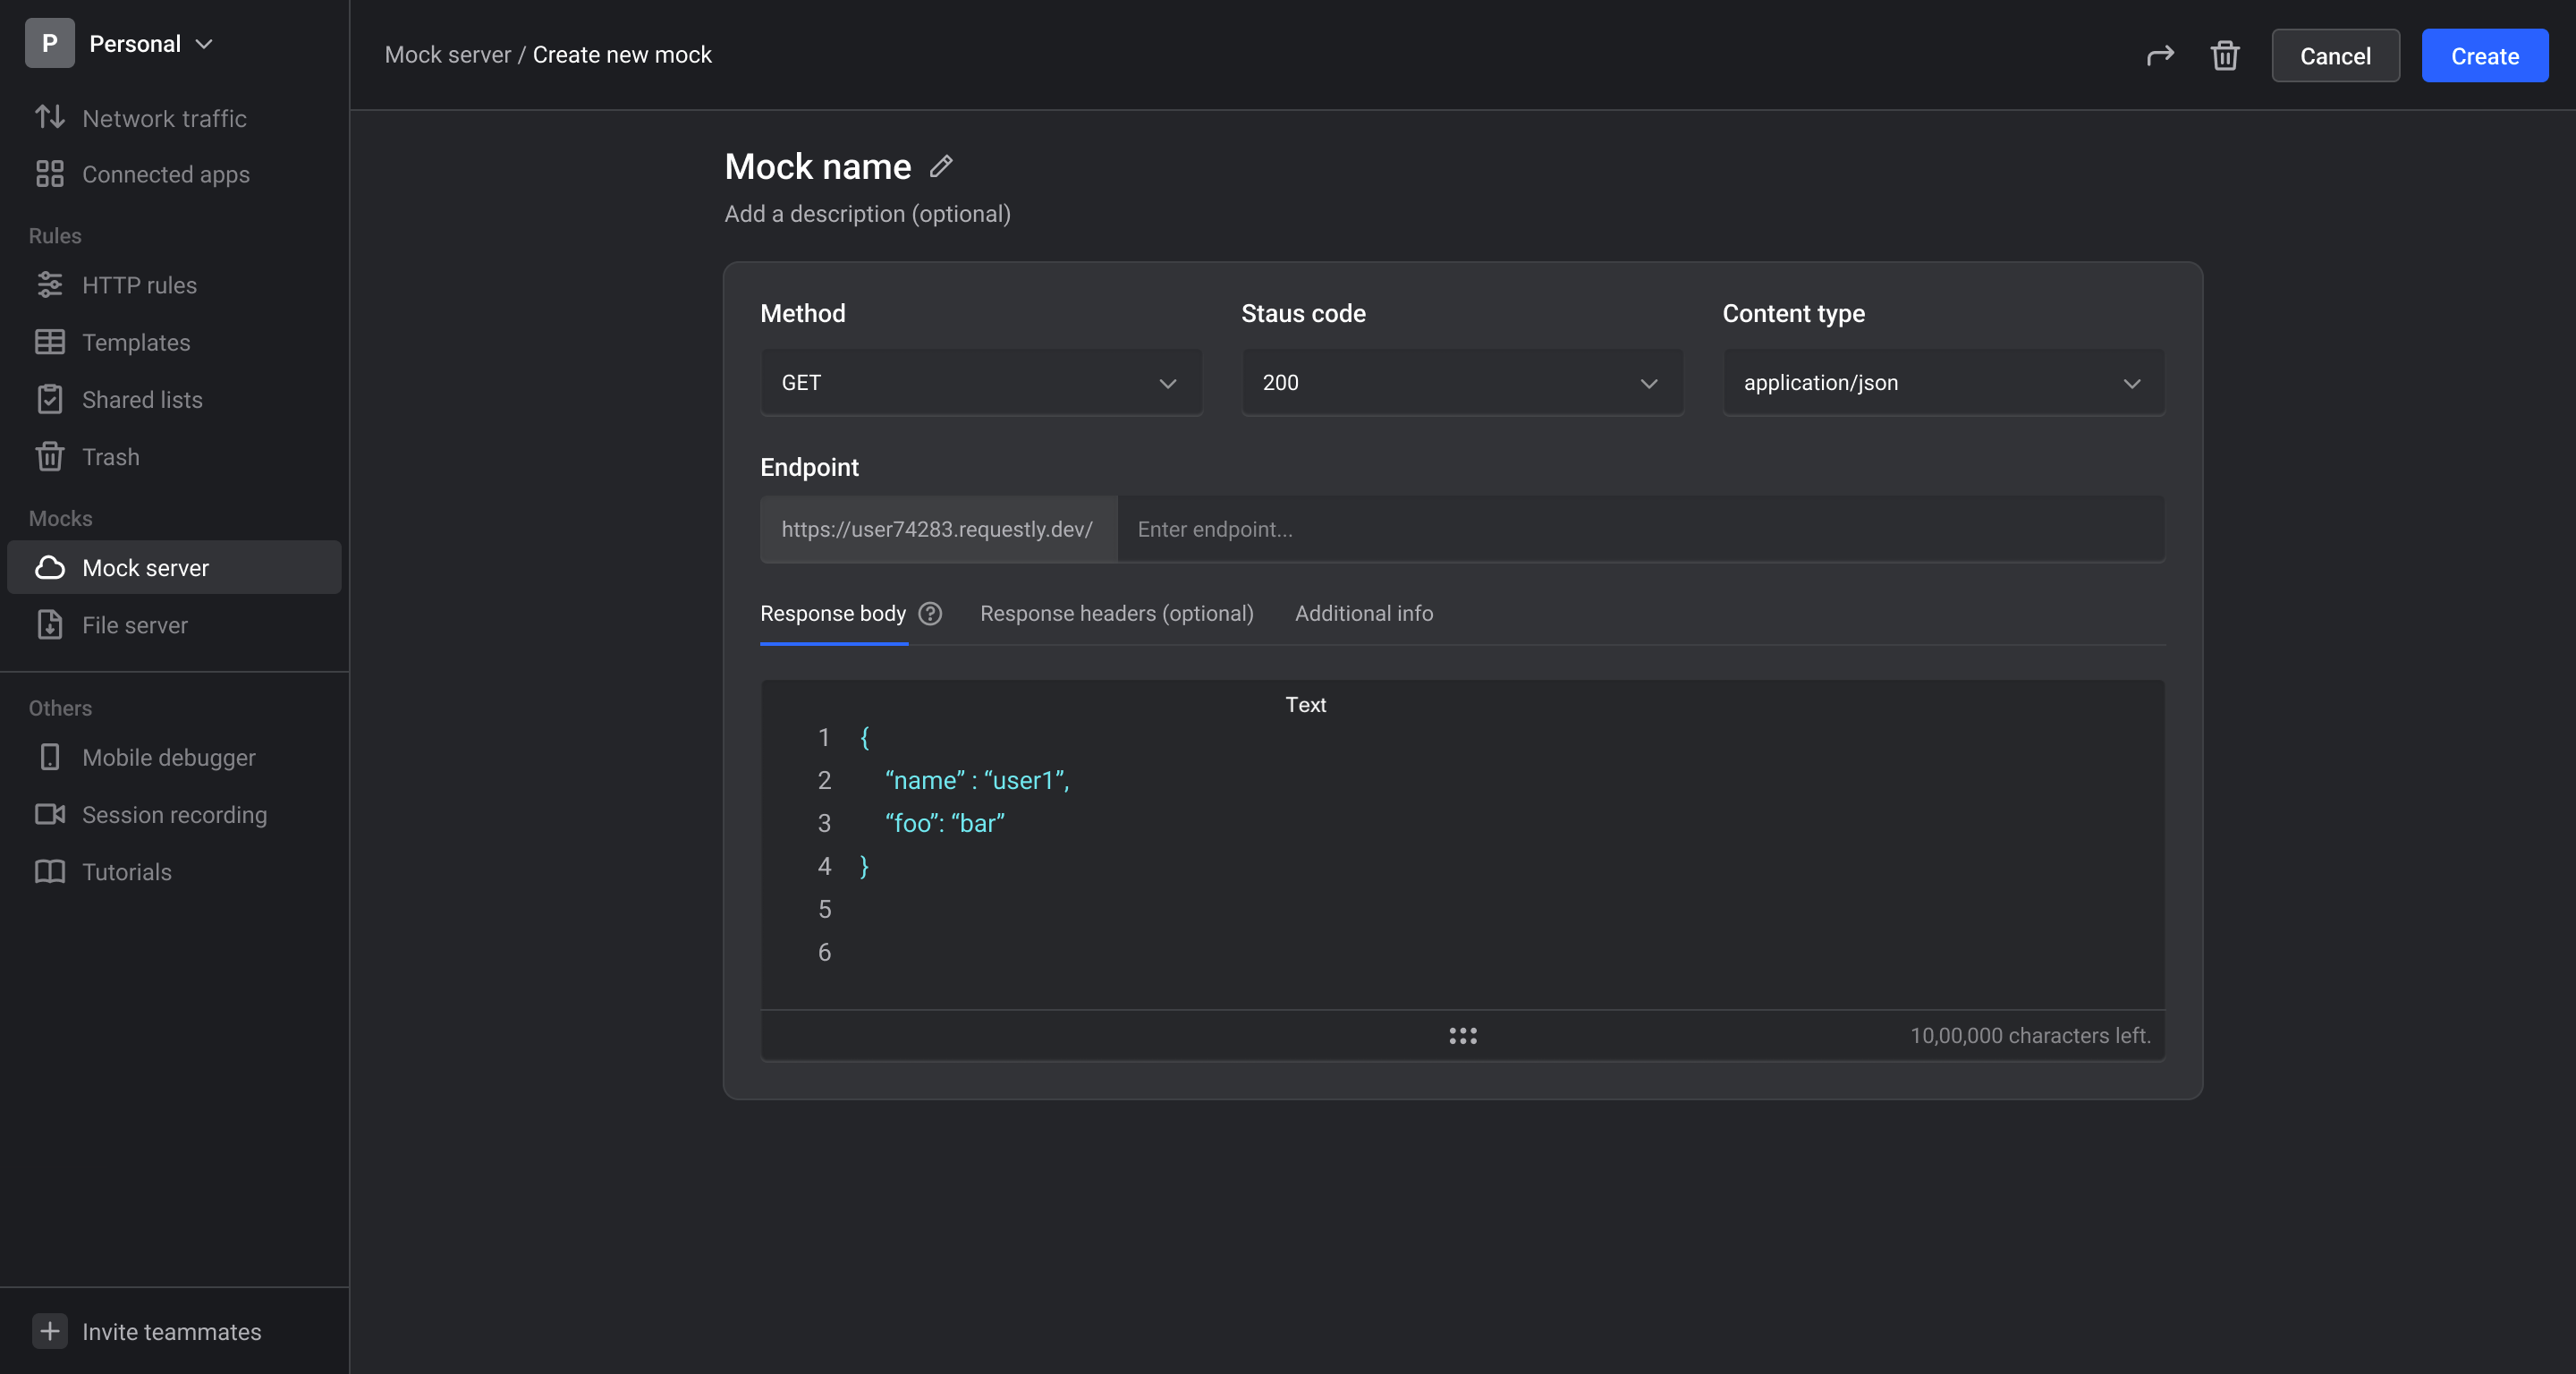 P Personal
Network traffic
Connected apps
Rules
HTTP rules
Templates
Shared lists
Trash
Mocks
Mock server
File server
Others
Mobile debugger
Session recording
Tutorials
Invite teammates
Mock server / Create new mock
Cancel
Create
Mock name
Add a description (optional)
Method
Staus code
Content type
GET
200
application/json
Endpoint
https://user74283.requestly.dev/
Enter endpoint...
Response body
Response headers (optional)
Additional info
Text
1 {
2 “name” : “user1”,
3 “foo”: “bar”
4 }
5
6
10,00,000 characters left.